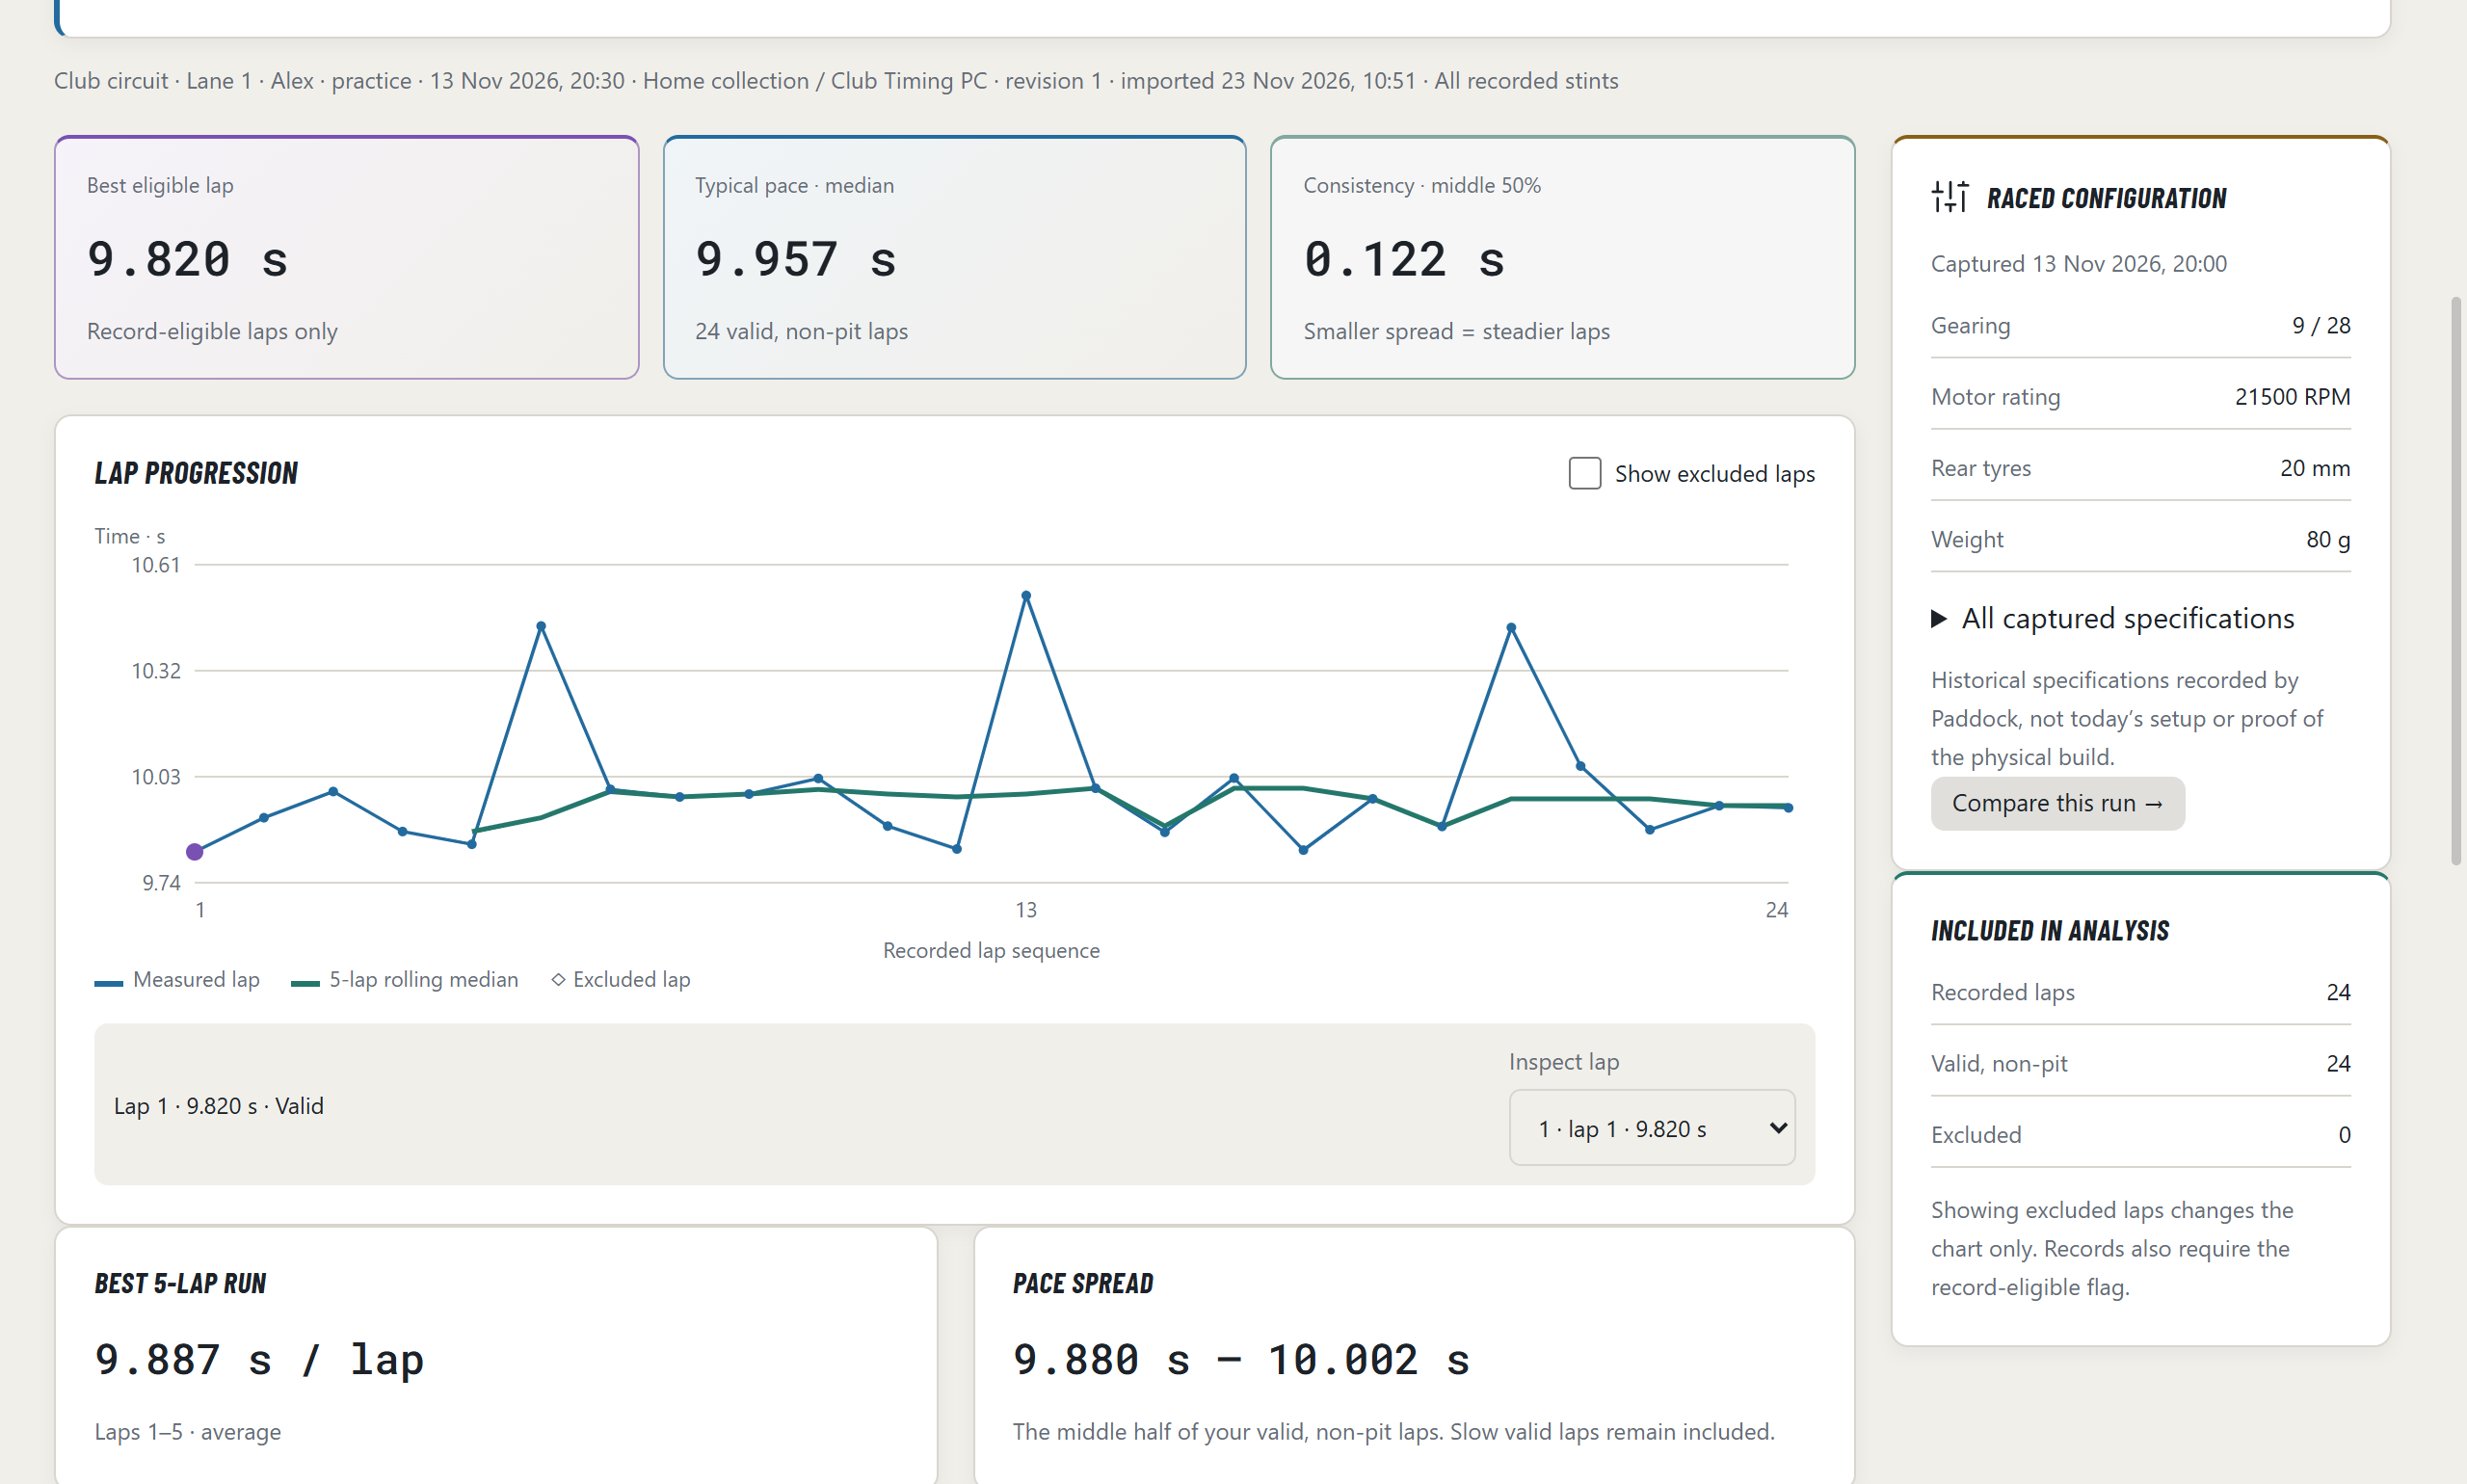 Club circuit · Lane 1 · Alex · practice · 13 Nov 2026, 20:30 · Home collection / Club Timing PC · revision 1 · imported 23 Nov 2026, 10:51 · All recorded stints
Best eligible lap
9.820 s
Record-eligible laps only
Typical pace · median
9.957 s
24 valid, non-pit laps
Consistency · middle 50%
0.122 s
Smaller spread = steadier laps
LAP PROGRESSION
Show excluded laps
Time · s
10.61
10.32
10.03
9.74
1
13
24
Recorded lap sequence
Measured lap
5-lap rolling median
Excluded lap
Lap 1 · 9.820 s · Valid
Inspect lap
1 · lap 1 · 9.820 s
BEST 5-LAP RUN
9.887 s / lap
Laps 1–5 · average
PACE SPREAD
9.880 s – 10.002 s
The middle half of your valid, non-pit laps. Slow valid laps remain included.
RACED CONFIGURATION
Captured 13 Nov 2026, 20:00
Gearing 9 / 28
Motor rating 21500 RPM
Rear tyres 20 mm
Weight 80 g
All captured specifications
Historical specifications recorded by
Paddock, not today’s setup or proof of
the physical build.
Compare this run →
INCLUDED IN ANALYSIS
Recorded laps 24
Valid, non-pit 24
Excluded 0
Showing excluded laps changes the
chart only. Records also require the
record-eligible flag.